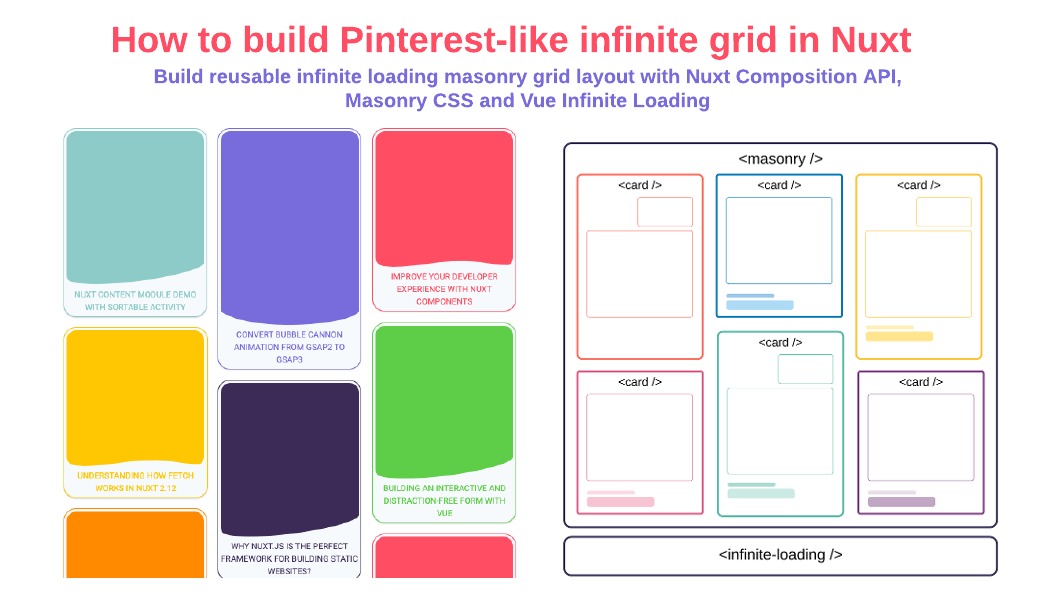 How to build Pinterest-like infinite grid in Nuxt
Build reusable infinite loading masonry grid layout with Nuxt Composition API,
Masonry CSS and Vue Infinite Loading
NUXT CONTENT MODULE DEMO
WITH SORTABLE ACTIVITY
UNDERSTANDING HOW FETCH
WORKS IN NUXT 2.12
CONVERT BUBBLE CANNON
ANIMATION FROM GSAP2 TO
GSAP3
WHY NUXT.JS IS THE PERFECT
FRAMEWORK FOR BUILDING STATIC
WEBSITES?
IMPROVE YOUR DEVELOPER
EXPERIENCE WITH NUXT
COMPONENTS
BUILDING AN INTERACTIVE AND
DISTRACTION-FREE FORM WITH
VUE
<masonry />
<card />
<card />
<card />
<card />
<card />
<card />
<infinite-loading />